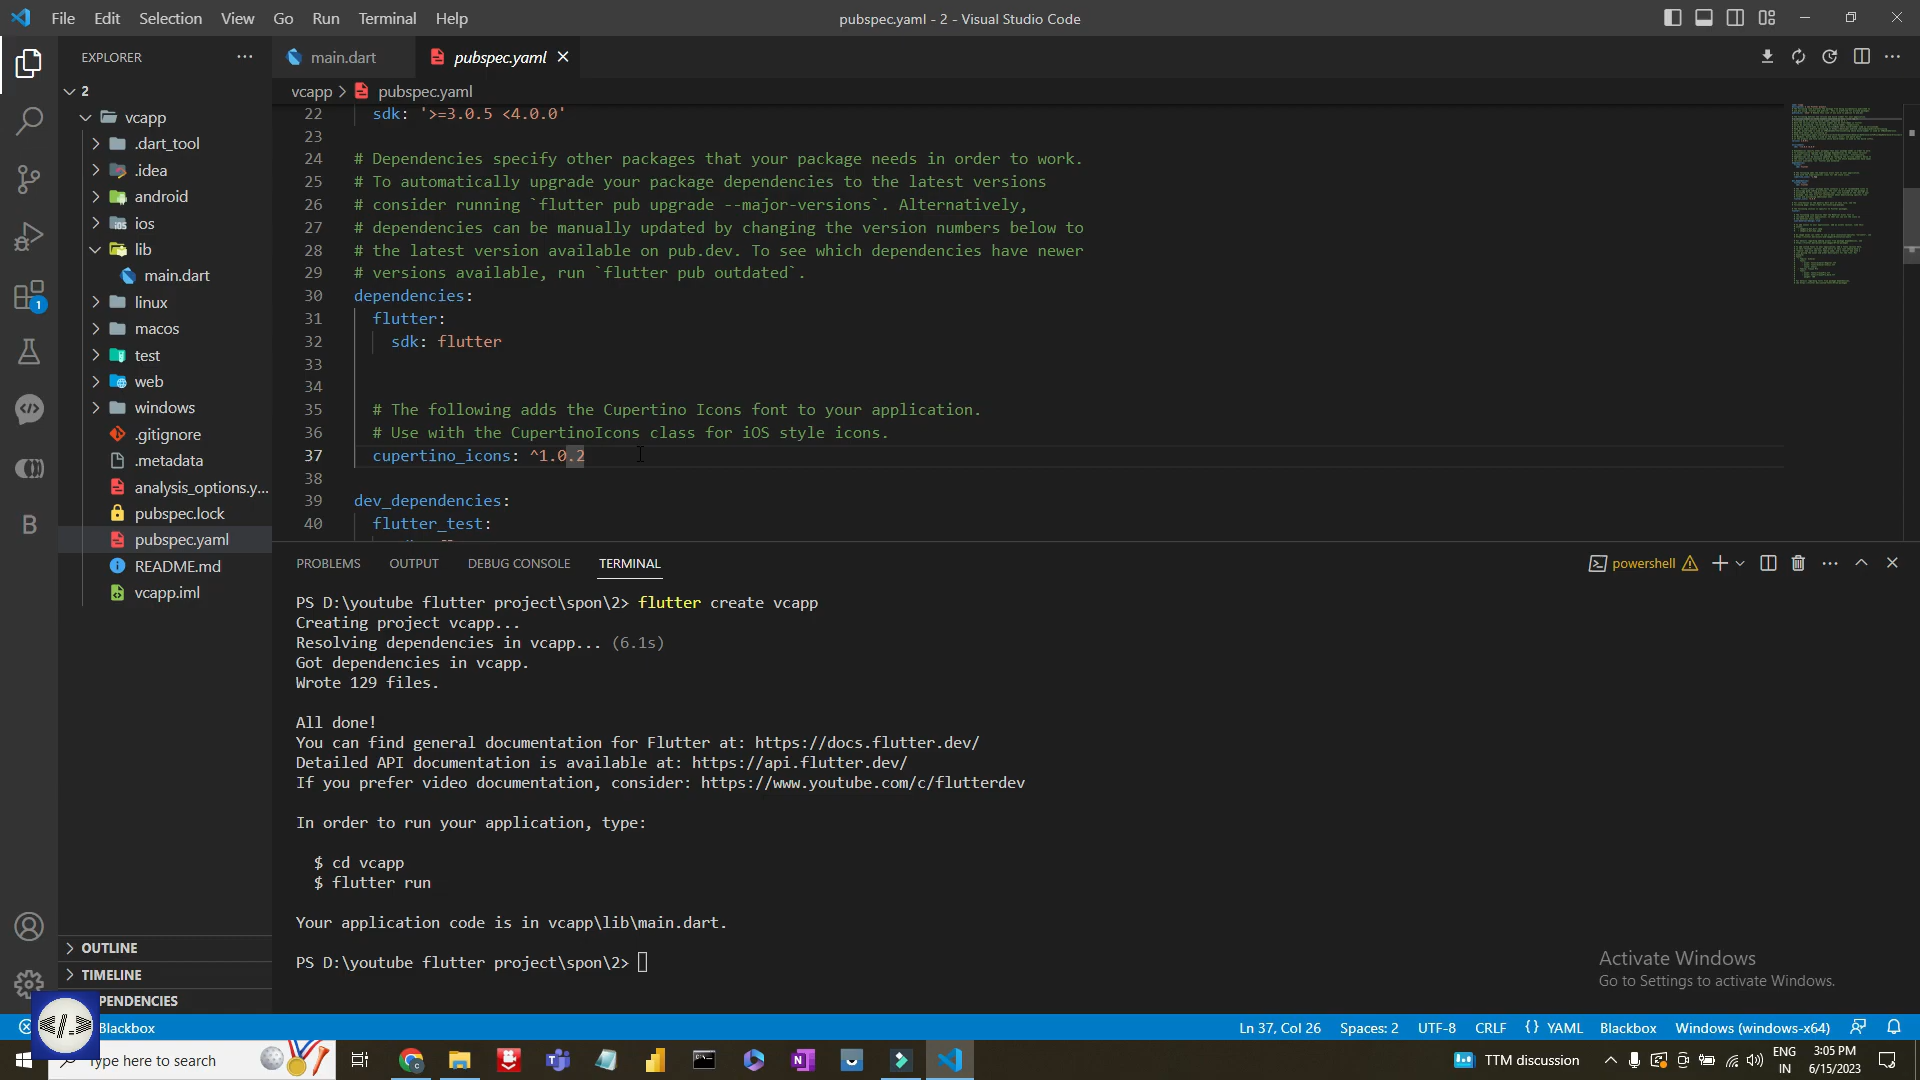 File Edit Selection View Go Run Terminal Help
pubspec.yaml - 2 - Visual Studio Code
EXPLORER
main.dart
pubspec.yaml
vcapp > pubspec.yaml
2
vcapp
.dart_tool
.idea
android
ios
lib
main.dart
linux
macos
test
web
windows
.gitignore
.metadata
analysis_options.y...
pubspec.lock
pubspec.yaml
README.md
vcapp.iml
OUTLINE
TIMELINE
PENDENCIES
1
B
22 sdk: '>=3.0.5 <4.0.0'
23
24 # Dependencies specify other packages that your package needs in order to work.
25 # To automatically upgrade your package dependencies to the latest versions
26 # consider running `flutter pub upgrade --major-versions`. Alternatively,
27 # dependencies can be manually updated by changing the version numbers below to
28 # the latest version available on pub.dev. To see which dependencies have newer
29 # versions available, run `flutter pub outdated`.
30 dependencies:
31 flutter:
32 sdk: flutter
33
34
35 # The following adds the Cupertino Icons font to your application.
36 # Use with the CupertinoIcons class for iOS style icons.
37 cupertino_icons: ^1.0.2
38
39 dev_dependencies:
40 flutter_test:
PROBLEMS OUTPUT DEBUG CONSOLE TERMINAL
powershell
PS D:\youtube flutter project\spon\2> flutter create vcapp
Creating project vcapp...
Resolving dependencies in vcapp... (6.1s)
Got dependencies in vcapp.
Wrote 129 files.
All done!
You can find general documentation for Flutter at: https://docs.flutter.dev/
Detailed API documentation is available at: https://api.flutter.dev/
If you prefer video documentation, consider: https://www.youtube.com/c/flutterdev
In order to run your application, type:
$ cd vcapp
$ flutter run
Your application code is in vcapp\lib\main.dart.
PS D:\youtube flutter project\spon\2>
Activate Windows
Go to Settings to activate Windows.
</>
Blackbox
Ln 37, Col 26 Spaces: 2 UTF-8 CRLF {} YAML Blackbox Windows (windows-x64)
Type here to search
TTM discussion
ENG
IN
3:05 PM
6/15/2023